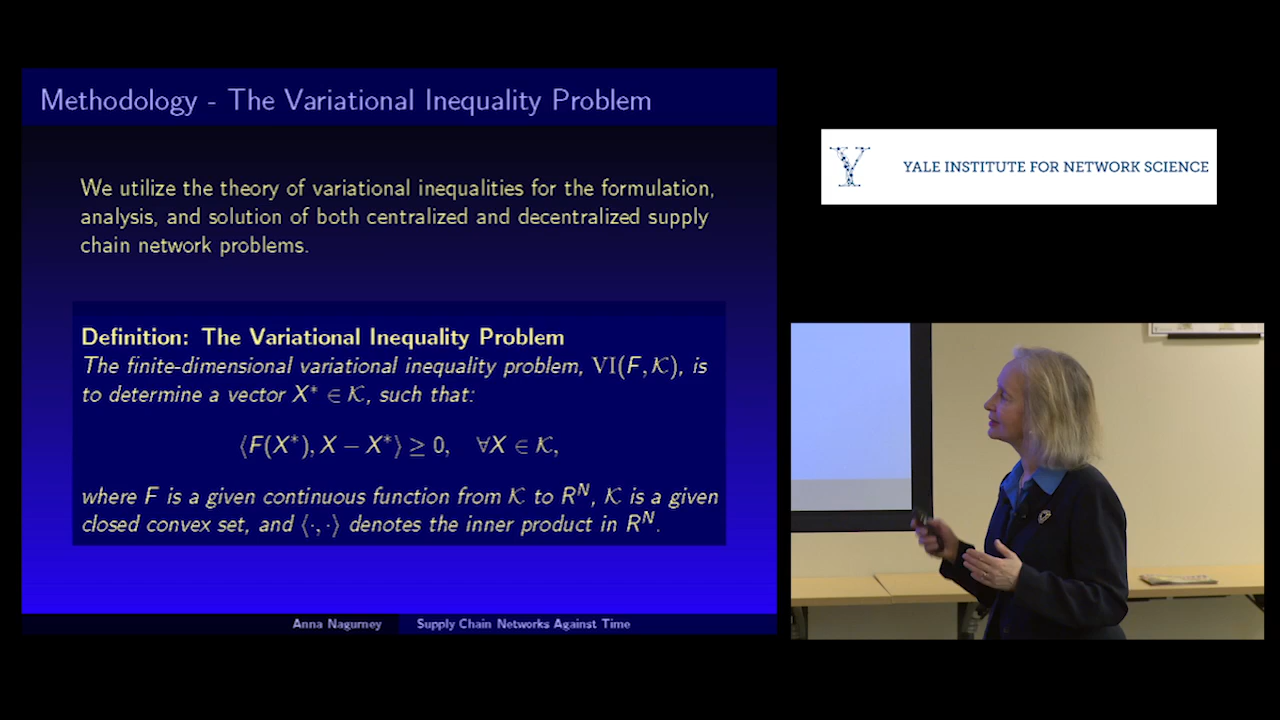 Methodology - The Variational Inequality Problem
We utilize the theory of variational inequalities for the formulation,
analysis, and solution of both centralized and decentralized supply
chain network problems.
Definition: The Variational Inequality Problem
The finite-dimensional variational inequality problem, VI(F, 𝒦), is
to determine a vector X* ∈ 𝒦, such that:
⟨F(X*), X − X*⟩ ≥ 0, ∀X ∈ 𝒦,
where F is a given continuous function from 𝒦 to Rᴺ, 𝒦 is a given
closed convex set, and ⟨·,·⟩ denotes the inner product in Rᴺ.
Anna Nagurney Supply Chain Networks Against Time
YALE INSTITUTE FOR NETWORK SCIENCE